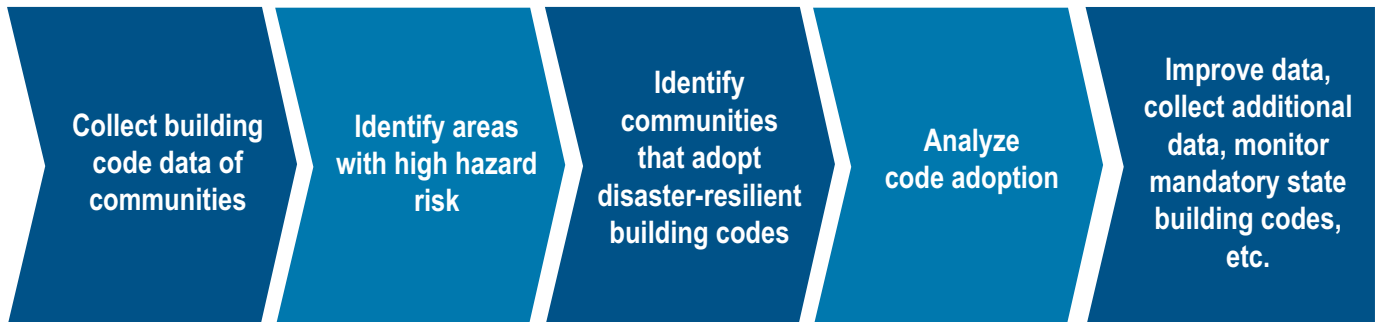 Collect building
code data of
communities
Identify areas
with high hazard
risk
Identify
communities
that adopt
disaster-resilient
building codes
Analyze
code adoption
Improve data,
collect additional
data, monitor
mandatory state
building codes,
etc.